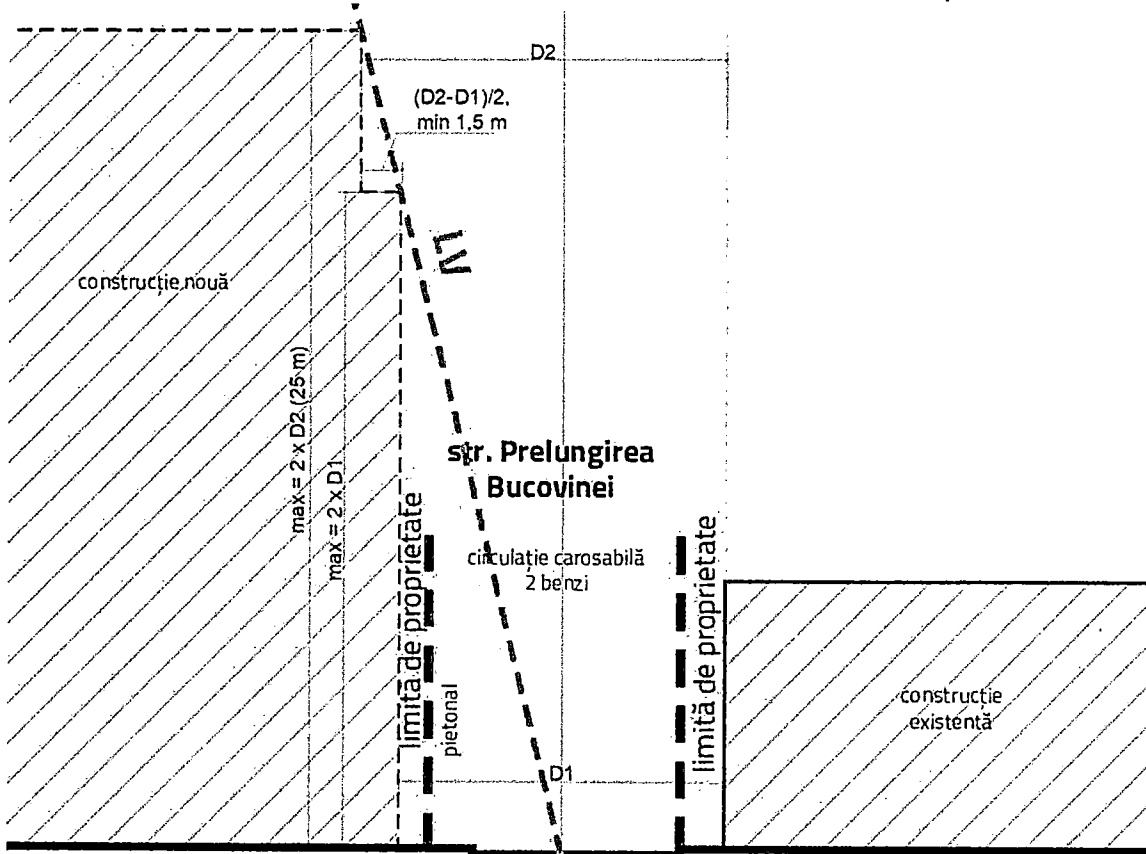 D2
(D2-D1)/2,
min 1,5 m
LV
construcție nouă
max = 2 x D2 (25 m)
max = 2 x D1
str. Prelungirea
Bucovinei
circulație carosabilă
2 benzi
limită de proprietate
pietonal
limită de proprietate
construcție
existentă
D1